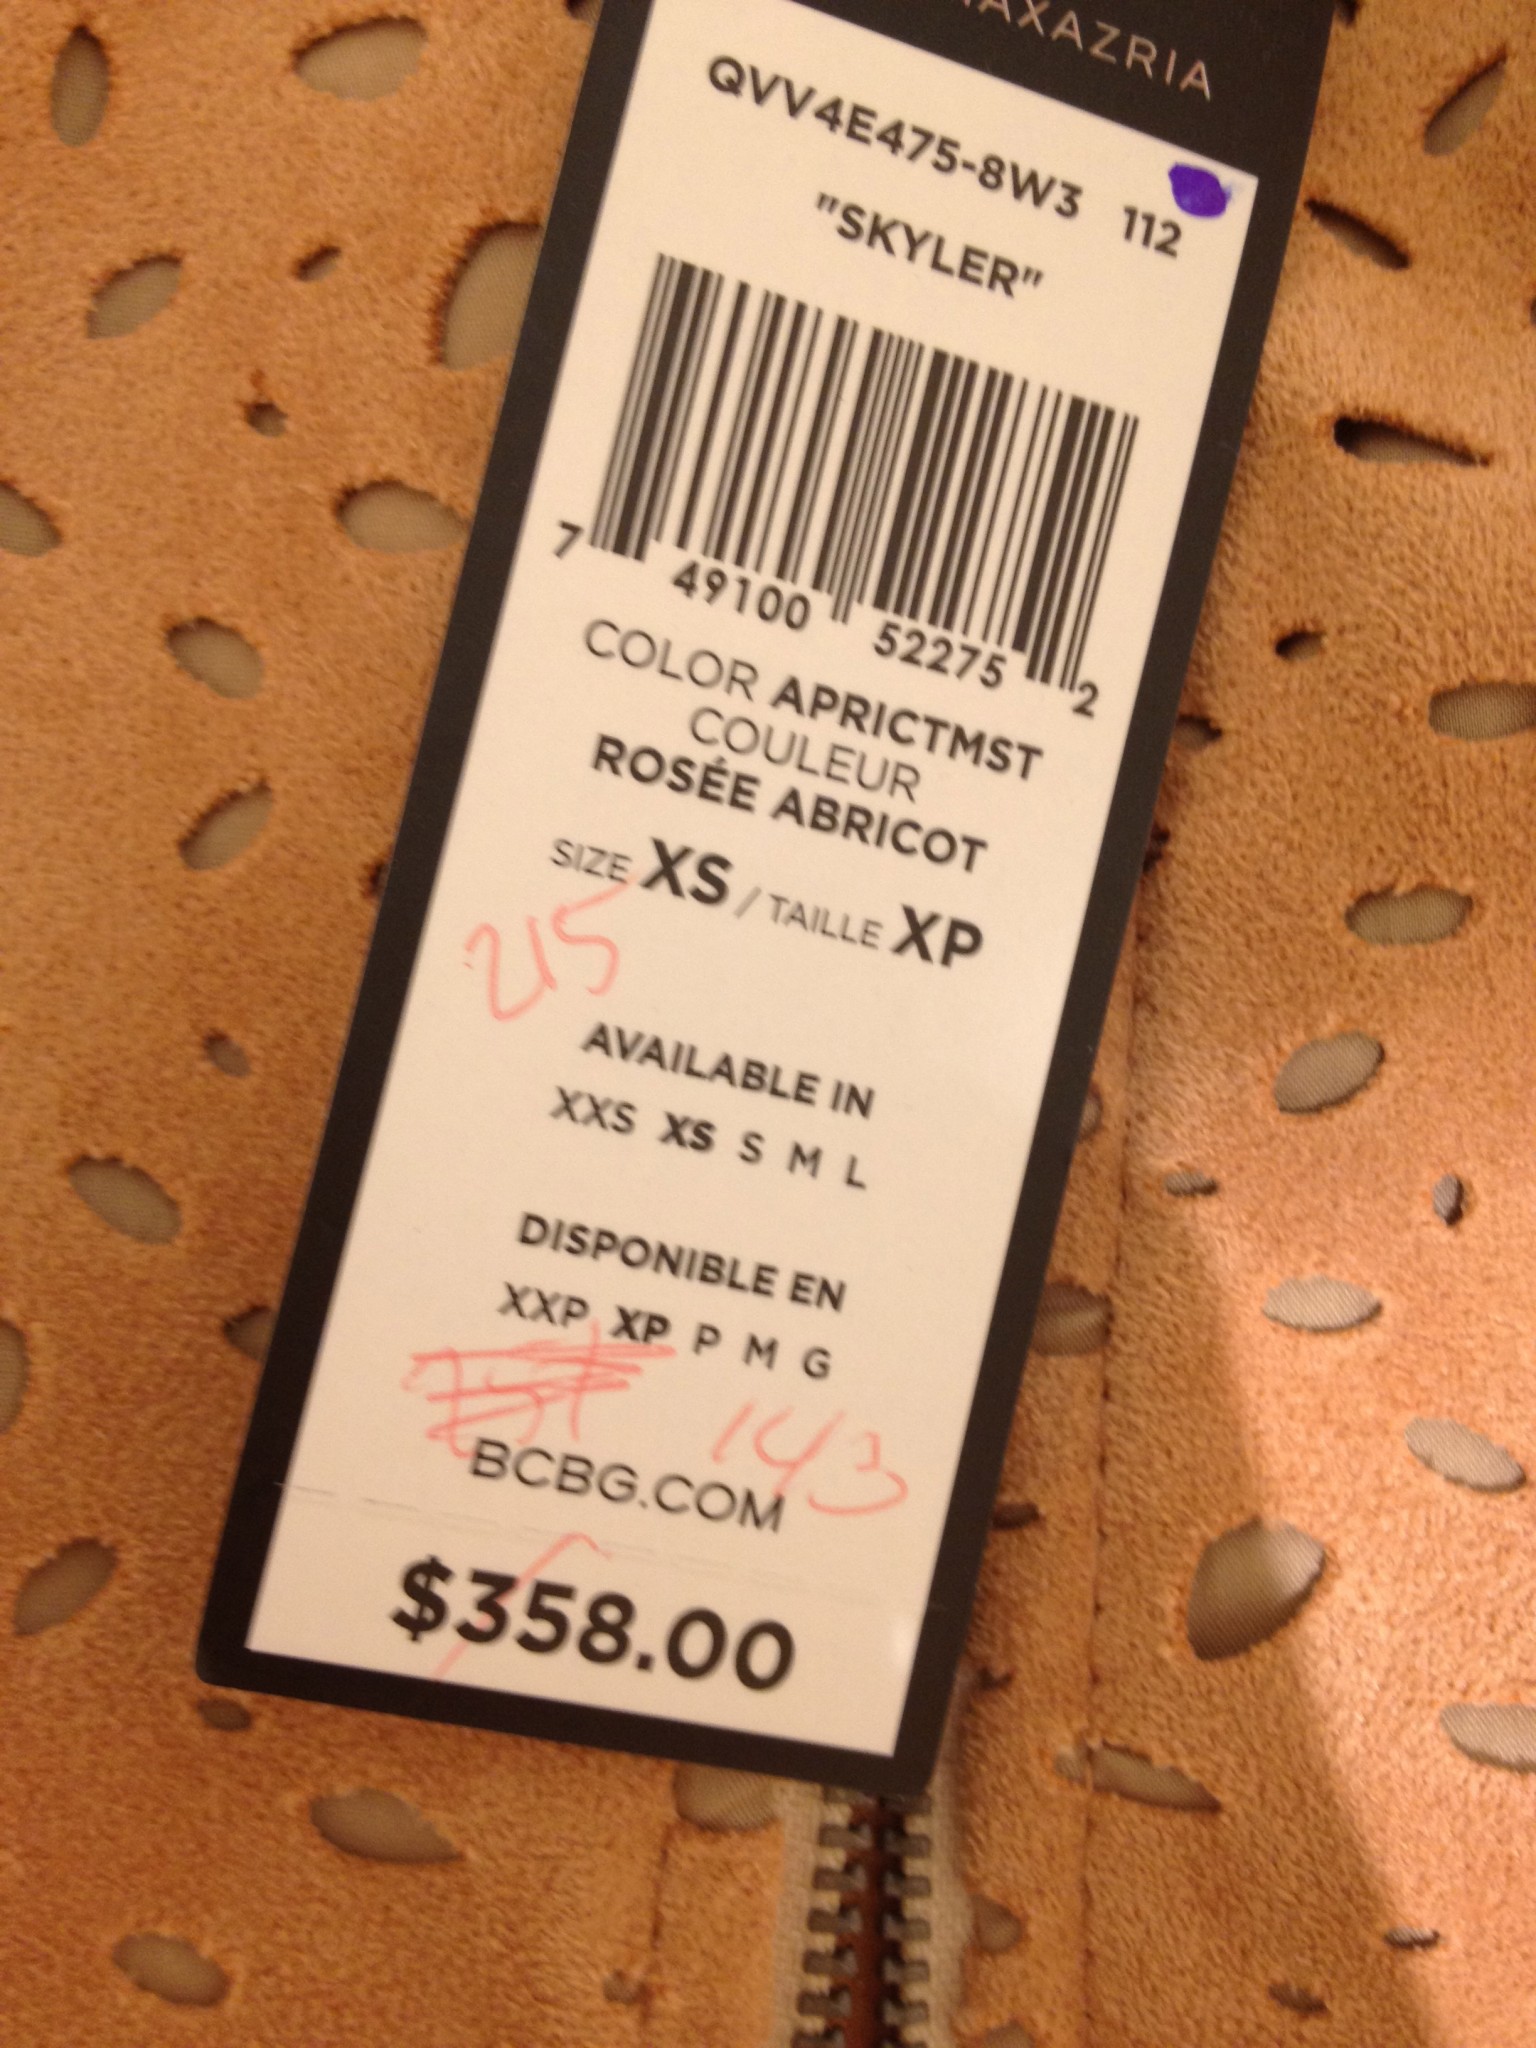 AXAZRIA
QVV4E475-8W3 112
"SKYLER"
7 49100 52275 2
COLOR APRICTMST
COULEUR
ROSÉE ABRICOT
SIZE XS / TAILLE XP
215
AVAILABLE IN
XXS XS S M L
DISPONIBLE EN
XXP XP P M G
143
BCBG.COM
$358.00